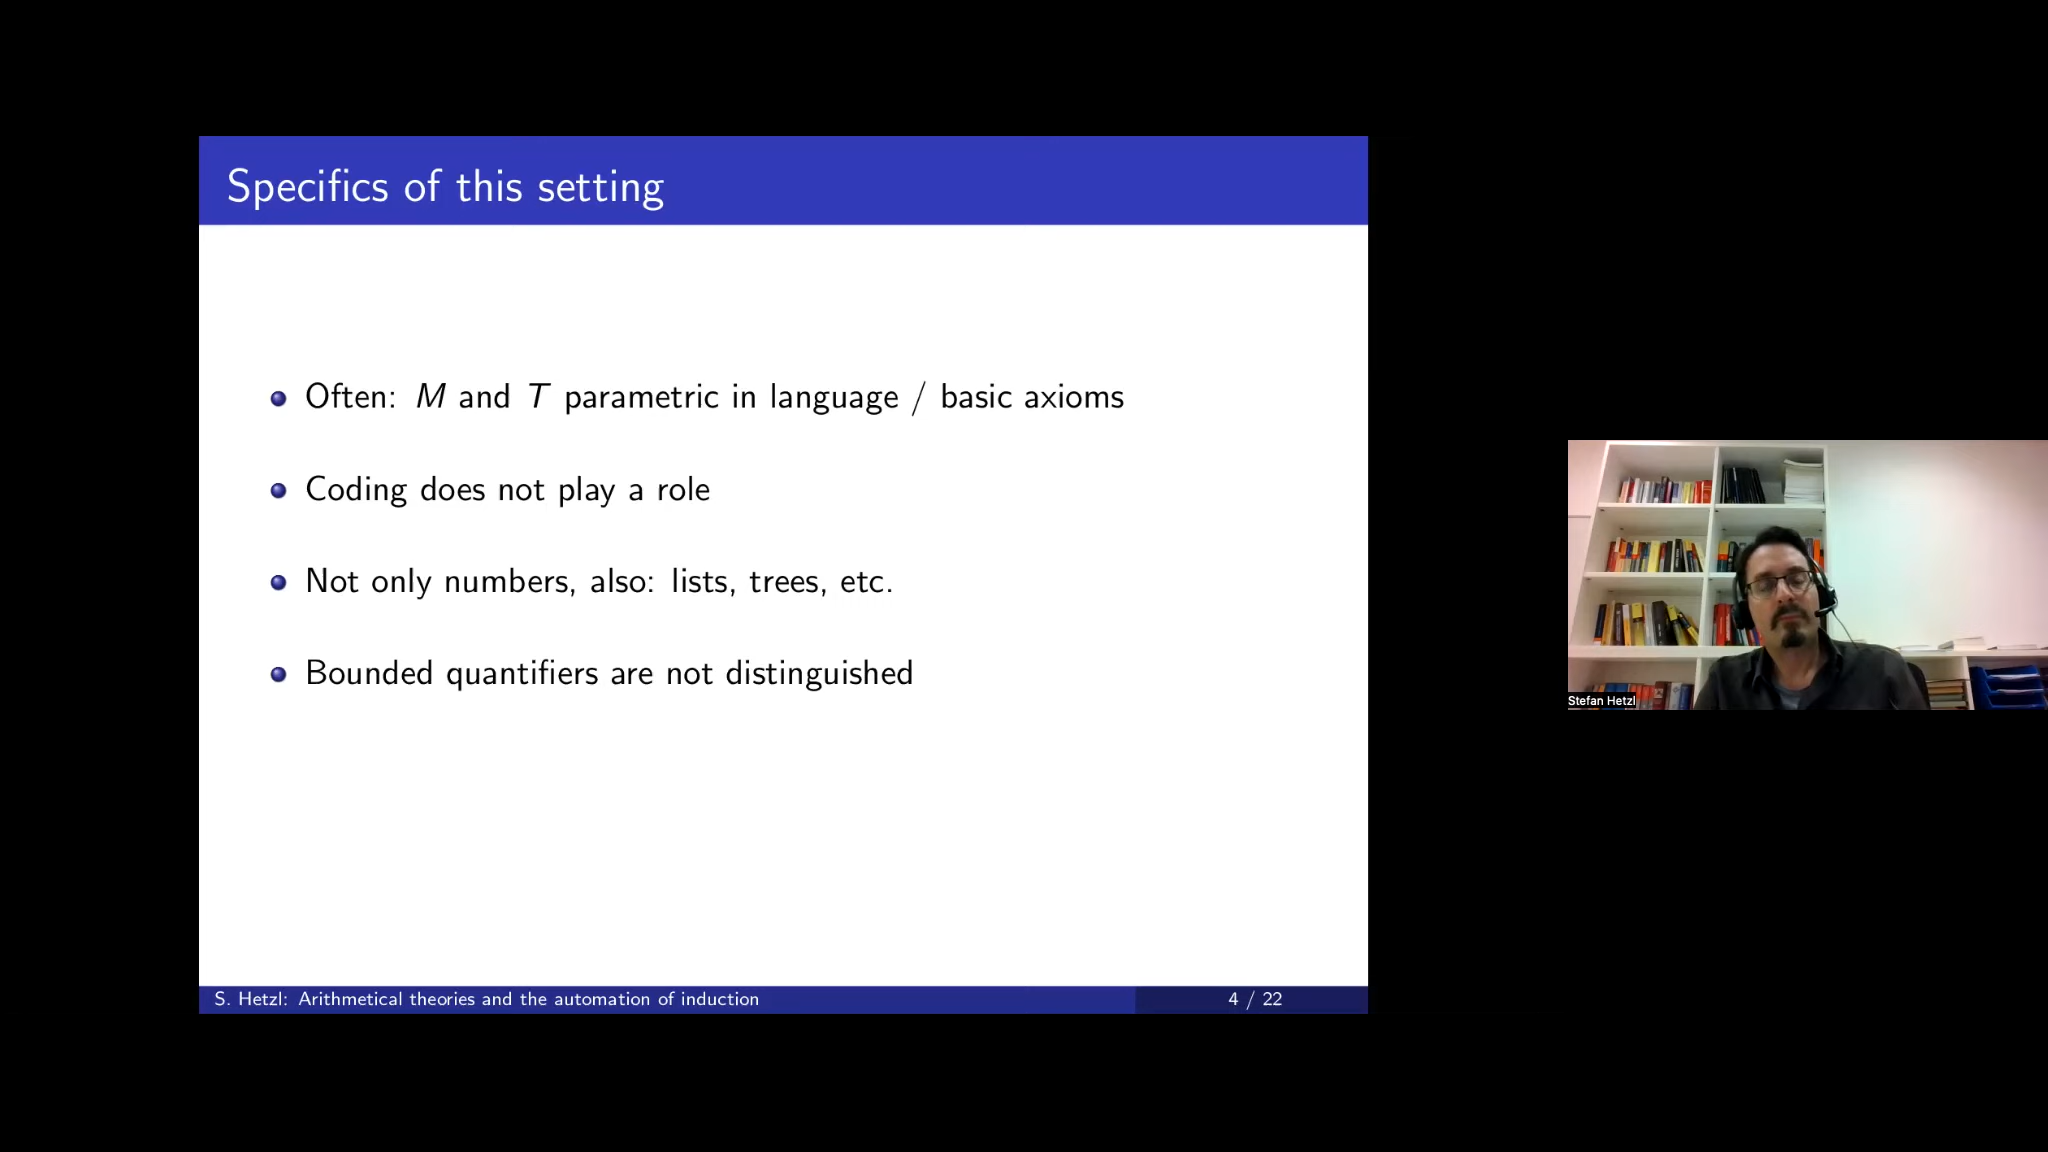 Specifics of this setting
Often: M and T parametric in language / basic axioms
Coding does not play a role
Not only numbers, also: lists, trees, etc.
Bounded quantifiers are not distinguished
Stefan Hetzl
S. Hetzl: Arithmetical theories and the automation of induction
4 / 22